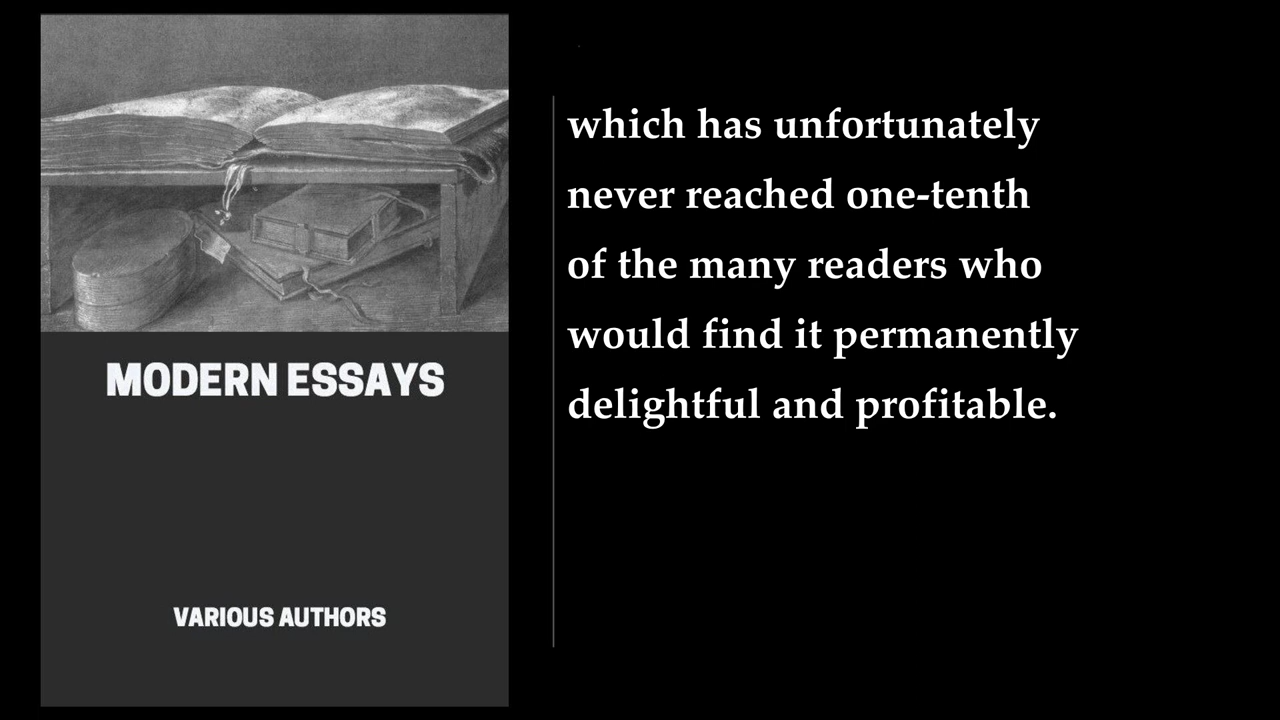 MODERN ESSAYS
VARIOUS AUTHORS
which has unfortunately
never reached one-tenth
of the many readers who
would find it permanently
delightful and profitable.